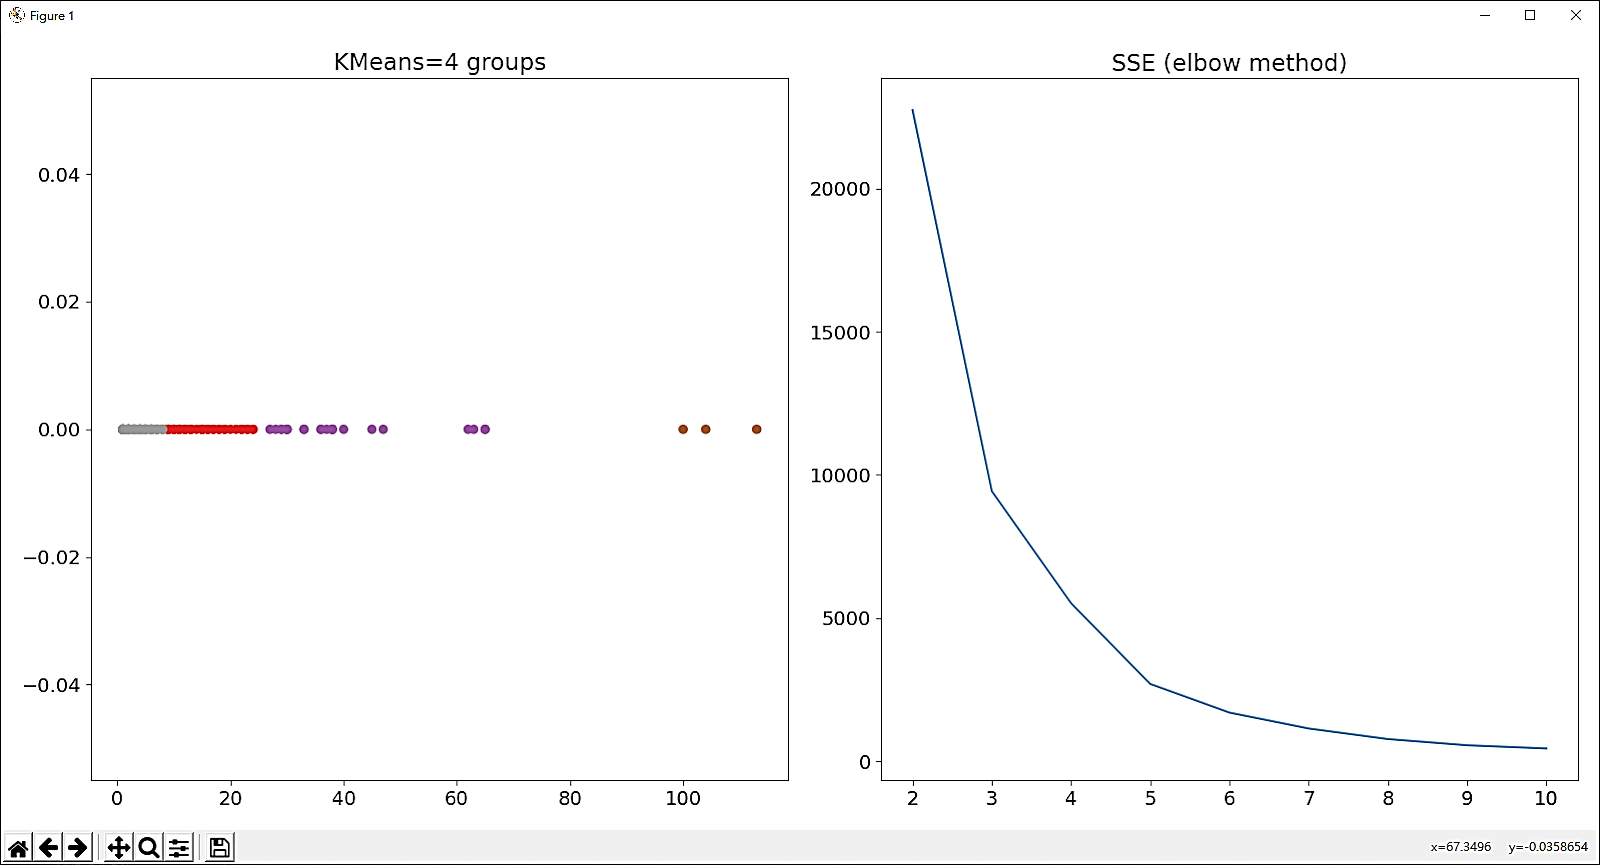 Figure 1
KMeans=4 groups
0.04
0.02
0.00
−0.02
−0.04
0 20 40 60 80 100
SSE (elbow method)
20000
15000
10000
5000
0
2 3 4 5 6 7 8 9 10
x=67.3496 y=-0.0358654